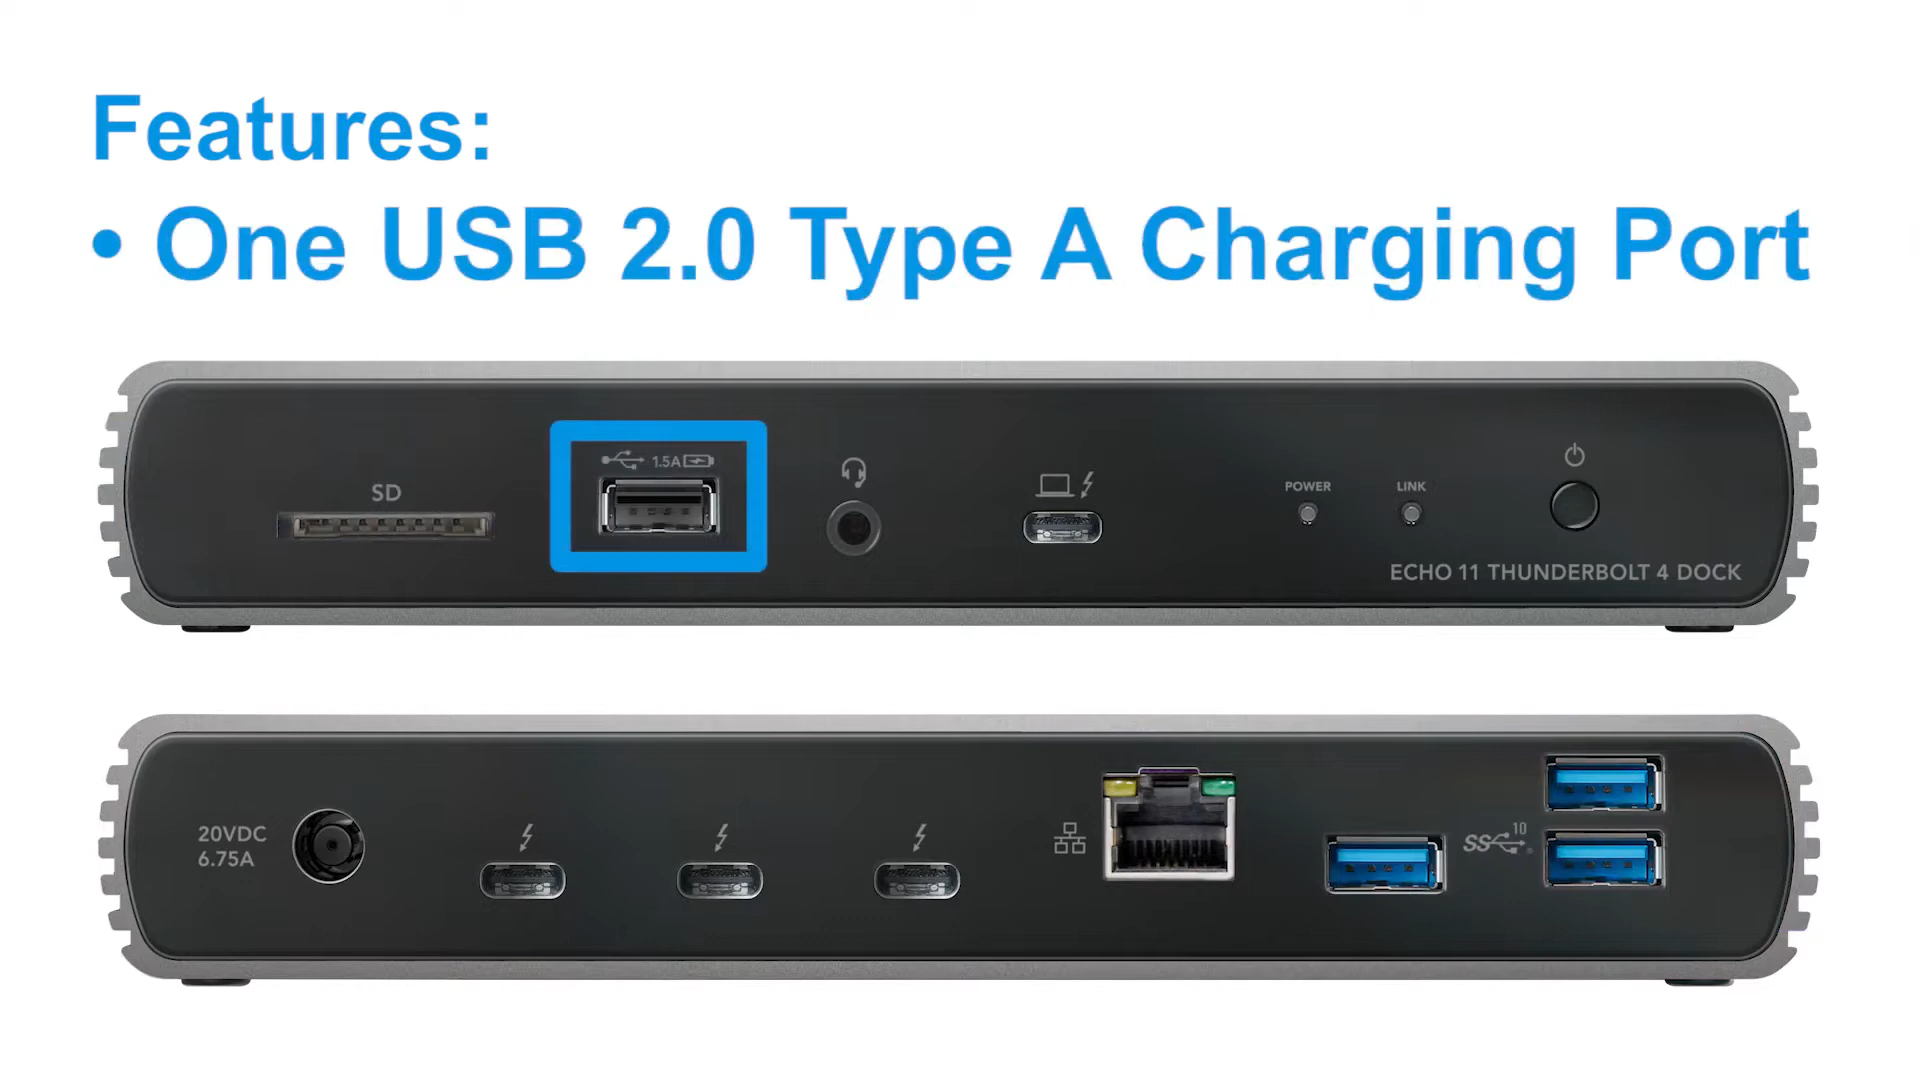 Features:
• One USB 2.0 Type A Charging Port
1.5A
SD
POWER
LINK
ECHO 11 THUNDERBOLT 4 DOCK
20VDC
6.75A
SS 10